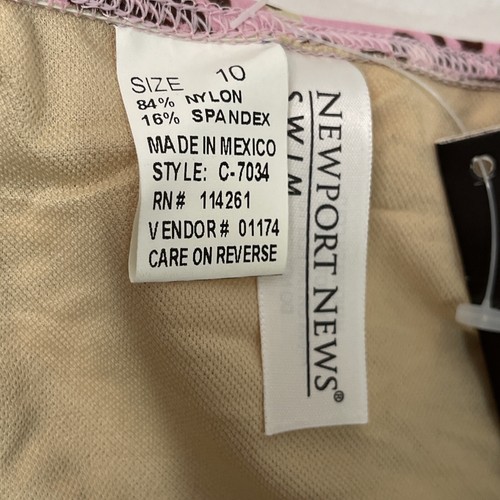 SIZE 10
84% NYLON
16% SPANDEX
MADE IN MEXICO
STYLE: C-7034
RN# 114261
VENDOR# 01174
CARE ON REVERSE
NEWPORT NEWS®
SWIM